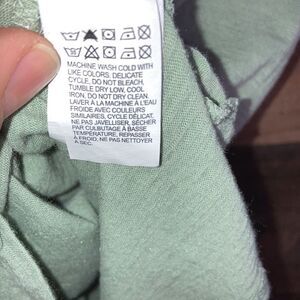 MACHINE WASH COLD WITH
LIKE COLORS. DELICATE
CYCLE. DO NOT BLEACH.
TUMBLE DRY LOW. COOL
IRON. DO NOT DRY CLEAN.
LAVER À LA MACHINE À L'EAU
FROIDE AVEC COULEURS
SIMILAIRES, CYCLE DÉLICAT.
NE PAS JAVELLISER, SÉCHER
PAR CULBUTAGE À BASSE
TEMPÉRATURE, REPASSER
À FROID, NE PAS NETTOYER
À SEC.